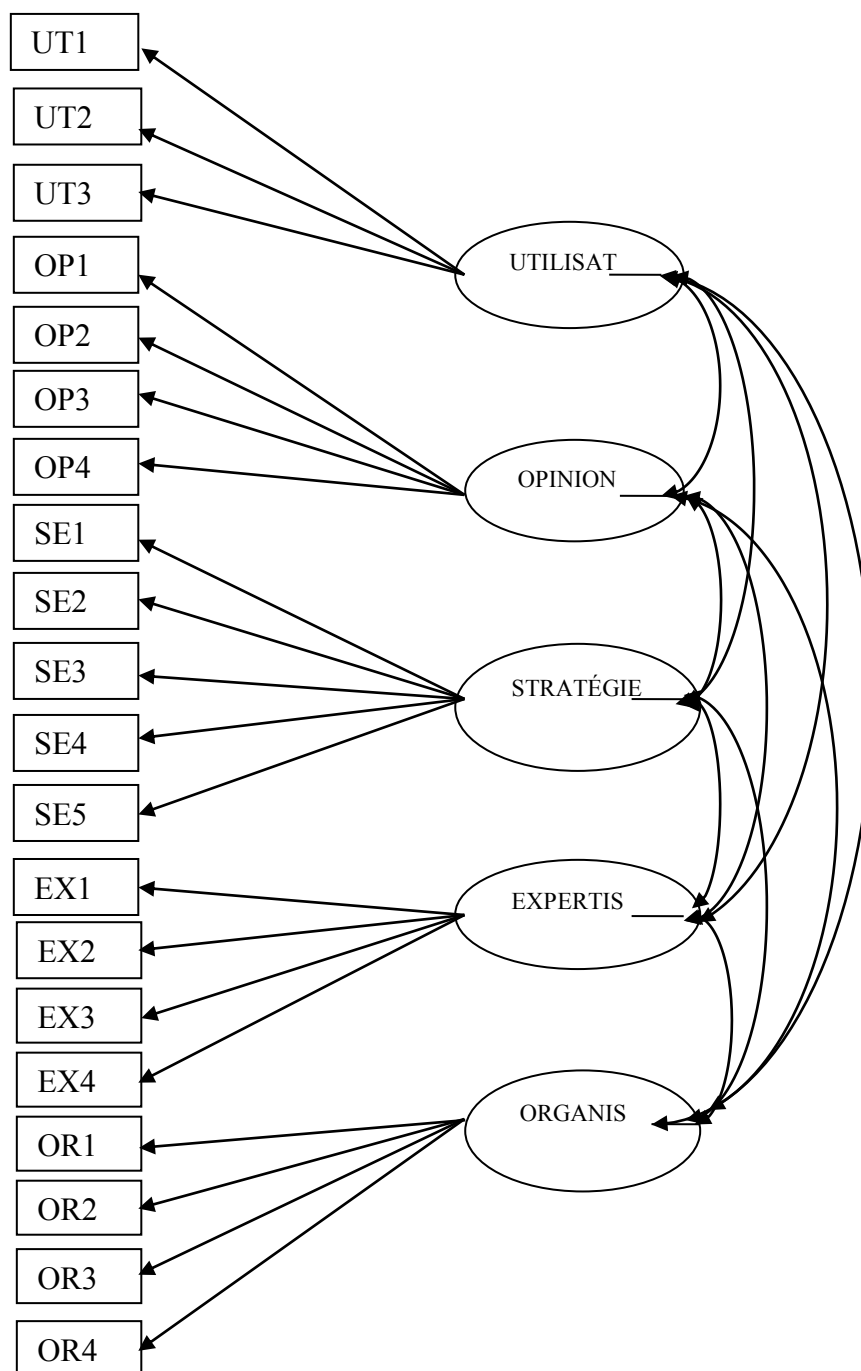 UT1
UT2
UT3
OP1
OP2
OP3
OP4
SE1
SE2
SE3
SE4
SE5
EX1
EX2
EX3
EX4
OR1
OR2
OR3
OR4
UTILISAT
OPINION
STRATÉGIE
EXPERTIS
ORGANIS